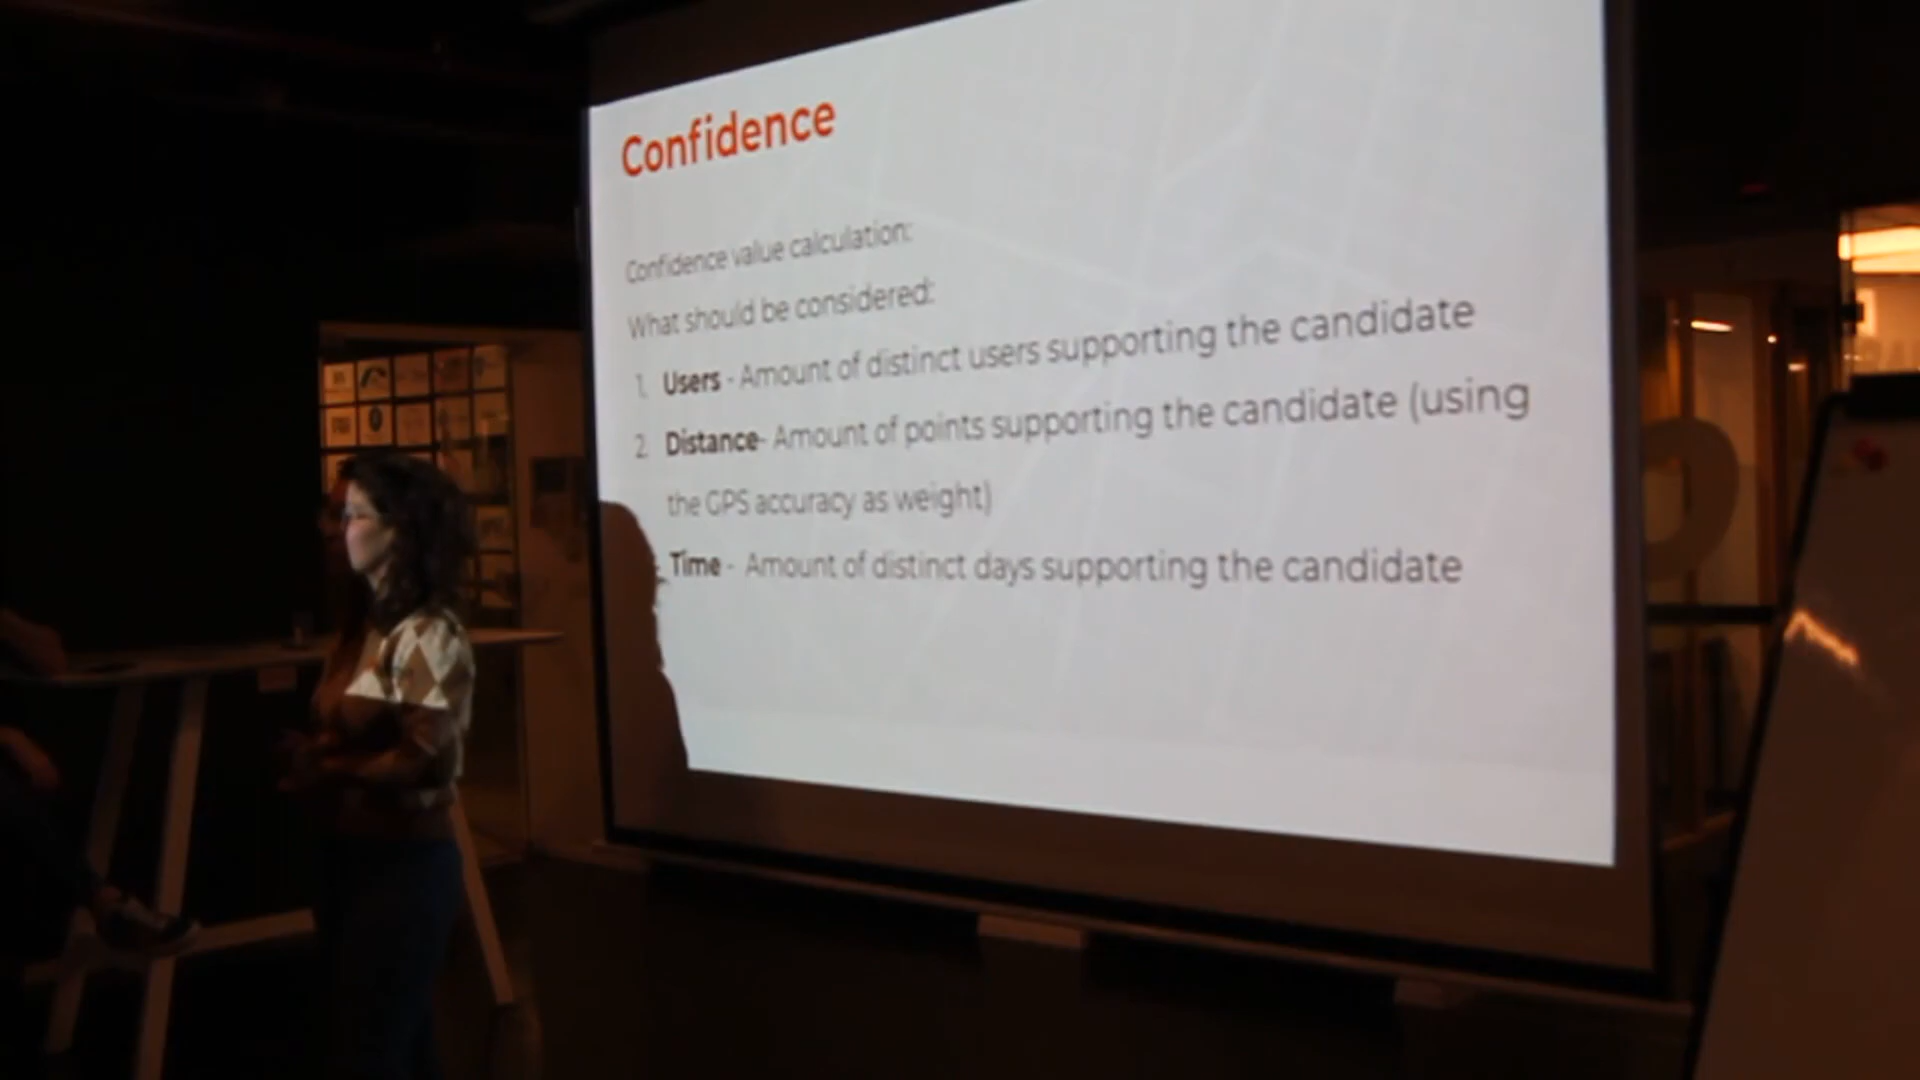 Confidence
Confidence value calculation:
What should be considered:
1. Users - Amount of distinct users supporting the candidate
2. Distance- Amount of points supporting the candidate (using
the GPS accuracy as weight)
Time - Amount of distinct days supporting the candidate